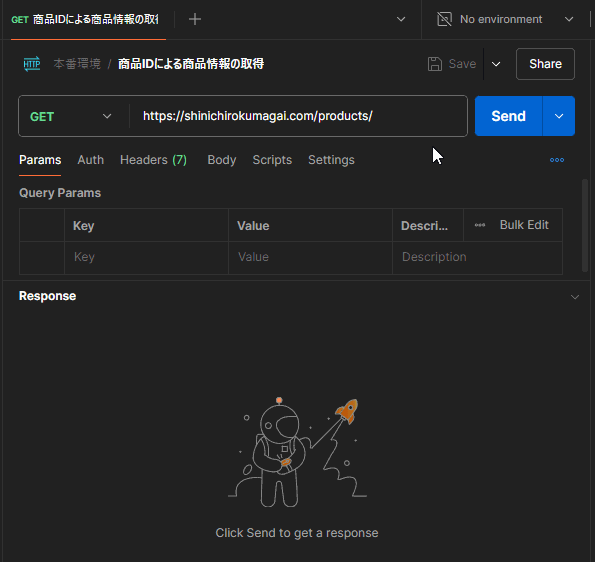 GET 商品IDによる商品情報の取得 No environment
HTTP 本番環境 / 商品IDによる商品情報の取得 Save Share
GET https://shinichirokumagai.com/products/ Send
Params Auth Headers (7) Body Scripts Settings
Query Params
Key Value Descri... Bulk Edit
Key Value Description
Response
Click Send to get a response